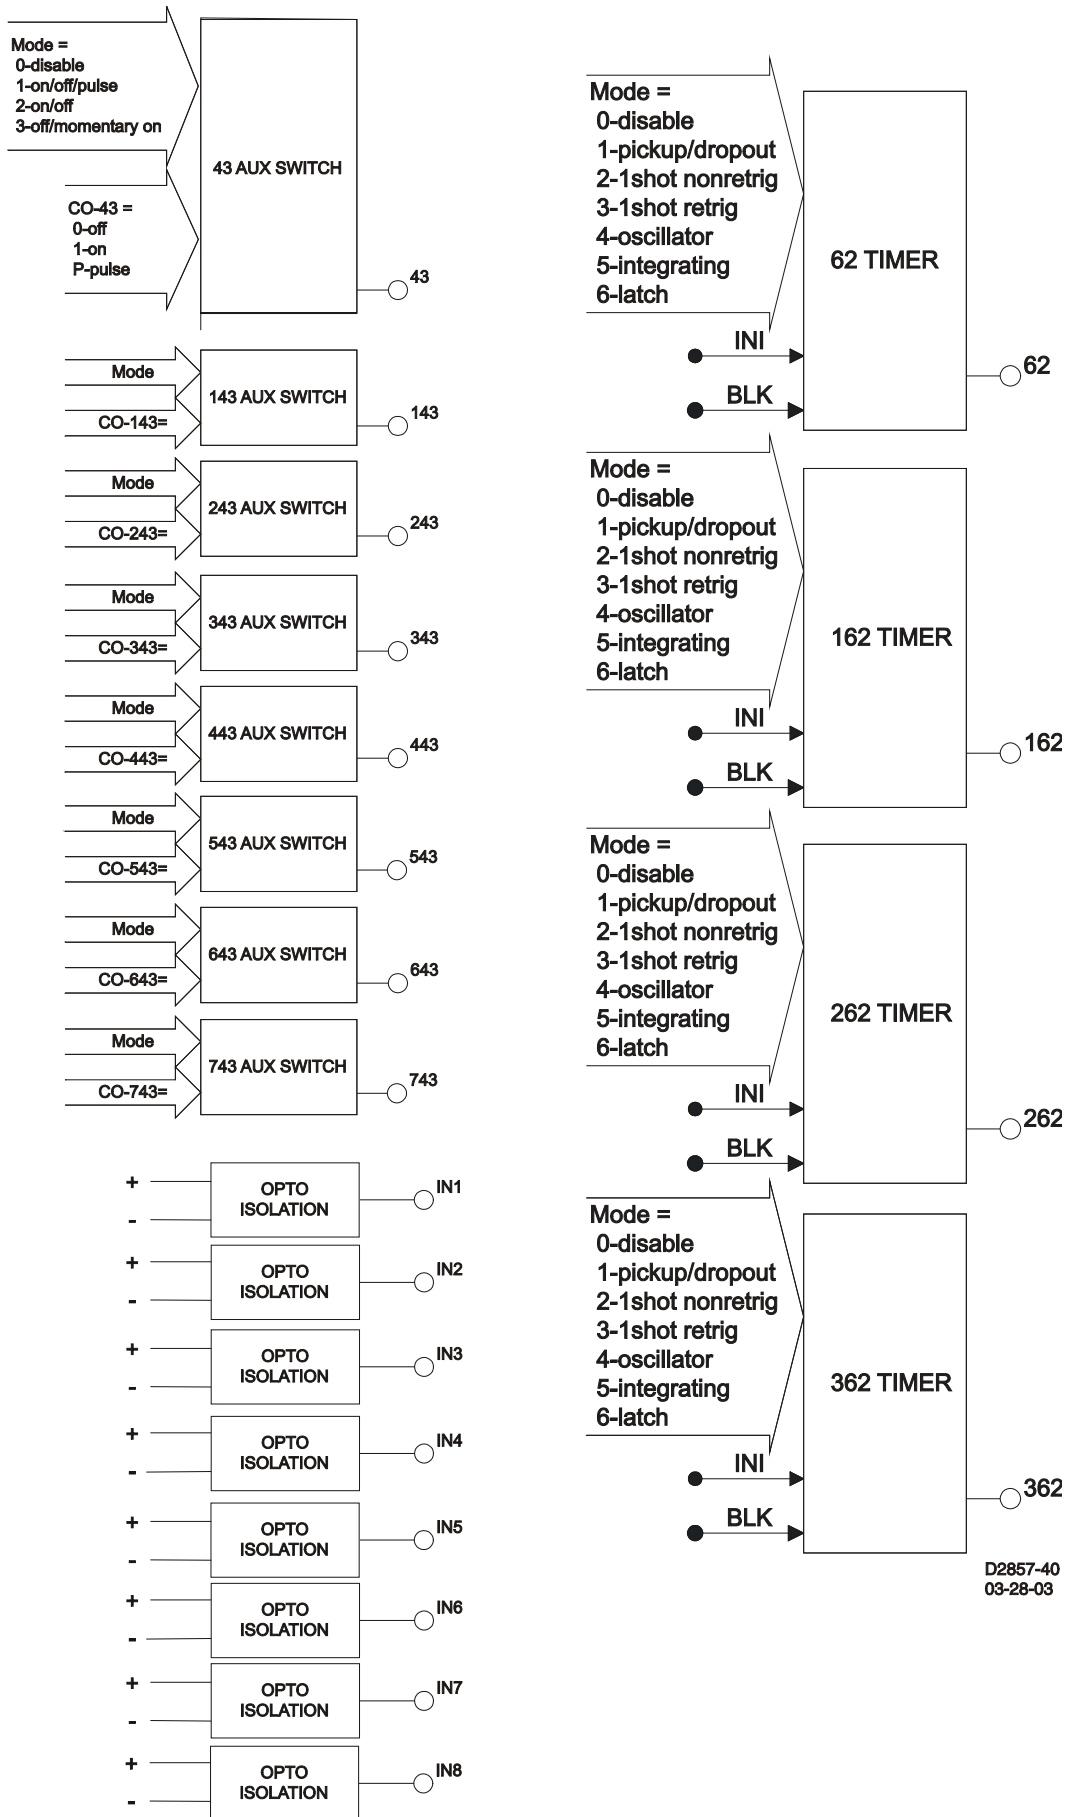 Mode =
0-disable
1-on/off/pulse
2-on/off
3-off/momentary on
CO-43 =
0-off
1-on
P-pulse
43 AUX SWITCH
43
Mode
CO-143=
143 AUX SWITCH
143
Mode
CO-243=
243 AUX SWITCH
243
Mode
CO-343=
343 AUX SWITCH
343
Mode
CO-443=
443 AUX SWITCH
443
Mode
CO-543=
543 AUX SWITCH
543
Mode
CO-643=
643 AUX SWITCH
643
Mode
CO-743=
743 AUX SWITCH
743
+
-
OPTO
ISOLATION
IN1
+
-
OPTO
ISOLATION
IN2
+
-
OPTO
ISOLATION
IN3
+
-
OPTO
ISOLATION
IN4
+
-
OPTO
ISOLATION
IN5
+
-
OPTO
ISOLATION
IN6
+
-
OPTO
ISOLATION
IN7
+
-
OPTO
ISOLATION
IN8
Mode =
0-disable
1-pickup/dropout
2-1shot nonretrig
3-1shot retrig
4-oscillator
5-integrating
6-latch
INI
BLK
62 TIMER
62
Mode =
0-disable
1-pickup/dropout
2-1shot nonretrig
3-1shot retrig
4-oscillator
5-integrating
6-latch
INI
BLK
162 TIMER
162
Mode =
0-disable
1-pickup/dropout
2-1shot nonretrig
3-1shot retrig
4-oscillator
5-integrating
6-latch
INI
BLK
262 TIMER
262
Mode =
0-disable
1-pickup/dropout
2-1shot nonretrig
3-1shot retrig
4-oscillator
5-integrating
6-latch
INI
BLK
362 TIMER
362
D2857-40
03-28-03